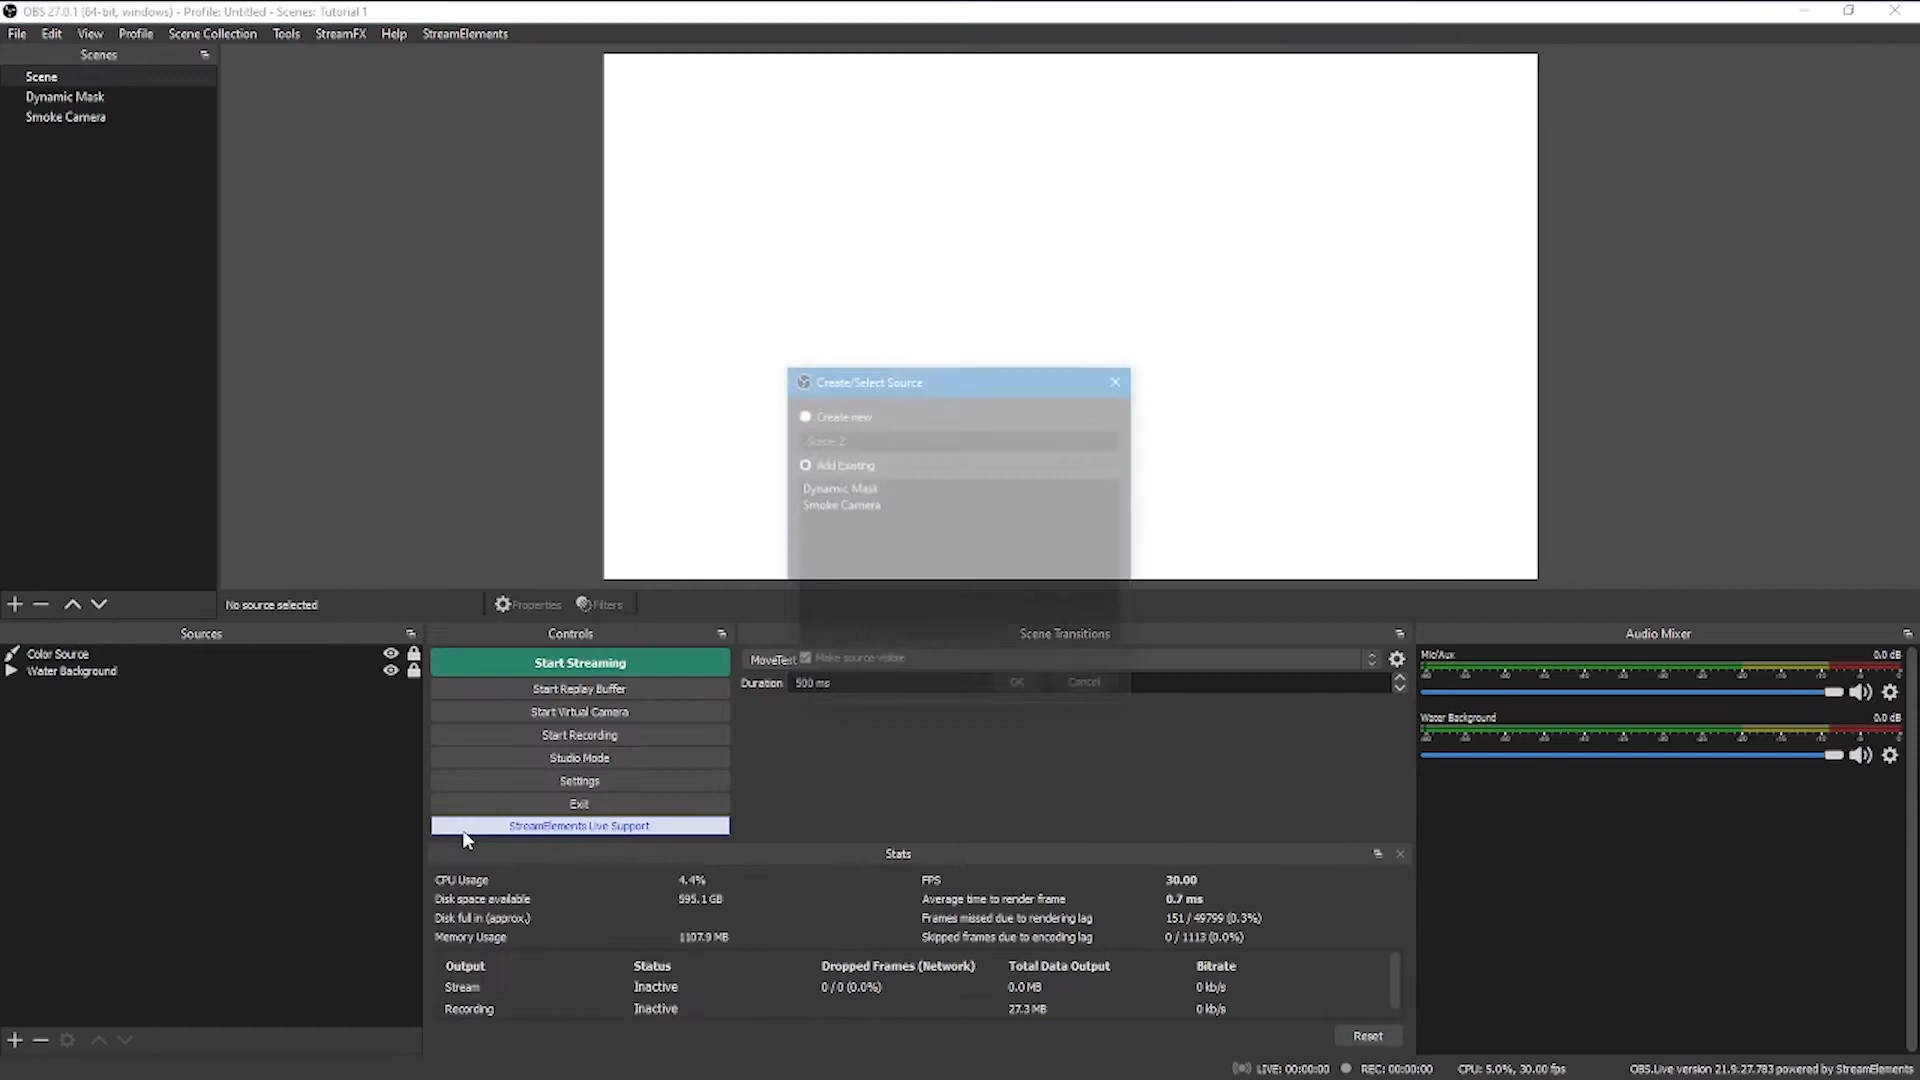 OBS 27.0.1 (64-bit, windows) - Profile: Untitled - Scenes: Tutorial 1
File Edit View Profile Scene Collection Tools StreamFX Help StreamElements
Scenes
Scene
Dynamic Mask
Smoke Camera
Create/Select Source
Create new
Scene 2
Add Existing
Dynamic Mask
Smoke Camera
Make source visible
OK Cancel
No source selected
Properties Filters
Sources
Color Source
Water Background
Controls
Start Streaming
Start Replay Buffer
Start Virtual Camera
Start Recording
Studio Mode
Settings
Exit
StreamElements Live Support
Scene Transitions
MoveTest
Duration 500 ms
Audio Mixer
Mic/Aux 0.0 dB
Water Background 0.0 dB
Stats
CPU Usage 4.4% FPS 30.00
Disk space available 595.1 GB Average time to render frame 0.7 ms
Disk full in (approx.) Frames missed due to rendering lag 151 / 49799 (0.3%)
Memory Usage 1107.9 MB Skipped frames due to encoding lag 0 / 1113 (0.0%)
Output Status Dropped Frames (Network) Total Data Output Bitrate
Stream Inactive 0 / 0 (0.0%) 0.0 MB 0 kb/s
Recording Inactive 27.3 MB 0 kb/s
Reset
LIVE: 00:00:00 REC: 00:00:00 CPU: 5.0%, 30.00 fps OBS.Live version 21.9.27.783 powered by StreamElements